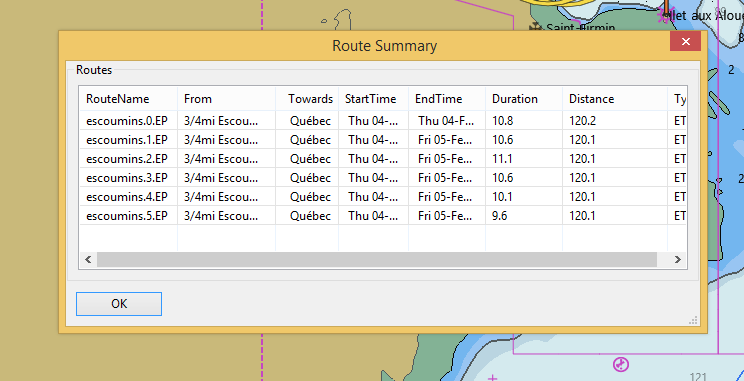 Ilet aux Aloue
Saint-Firmin
Route Summary
Routes
RouteName From Towards StartTime EndTime Duration Distance Ty
escoumins.0.EP 3/4mi Escou... Québec Thu 04-... Thu 04-F... 10.8 120.2 ET
escoumins.1.EP 3/4mi Escou... Québec Thu 04-... Fri 05-Fe... 10.6 120.1 ET
escoumins.2.EP 3/4mi Escou... Québec Thu 04-... Fri 05-Fe... 11.1 120.1 ET
escoumins.3.EP 3/4mi Escou... Québec Thu 04-... Fri 05-Fe... 10.6 120.1 ET
escoumins.4.EP 3/4mi Escou... Québec Thu 04-... Fri 05-Fe... 10.1 120.1 ET
escoumins.5.EP 3/4mi Escou... Québec Thu 04-... Fri 05-Fe... 9.6 120.1 ET
OK
8
2
2
121